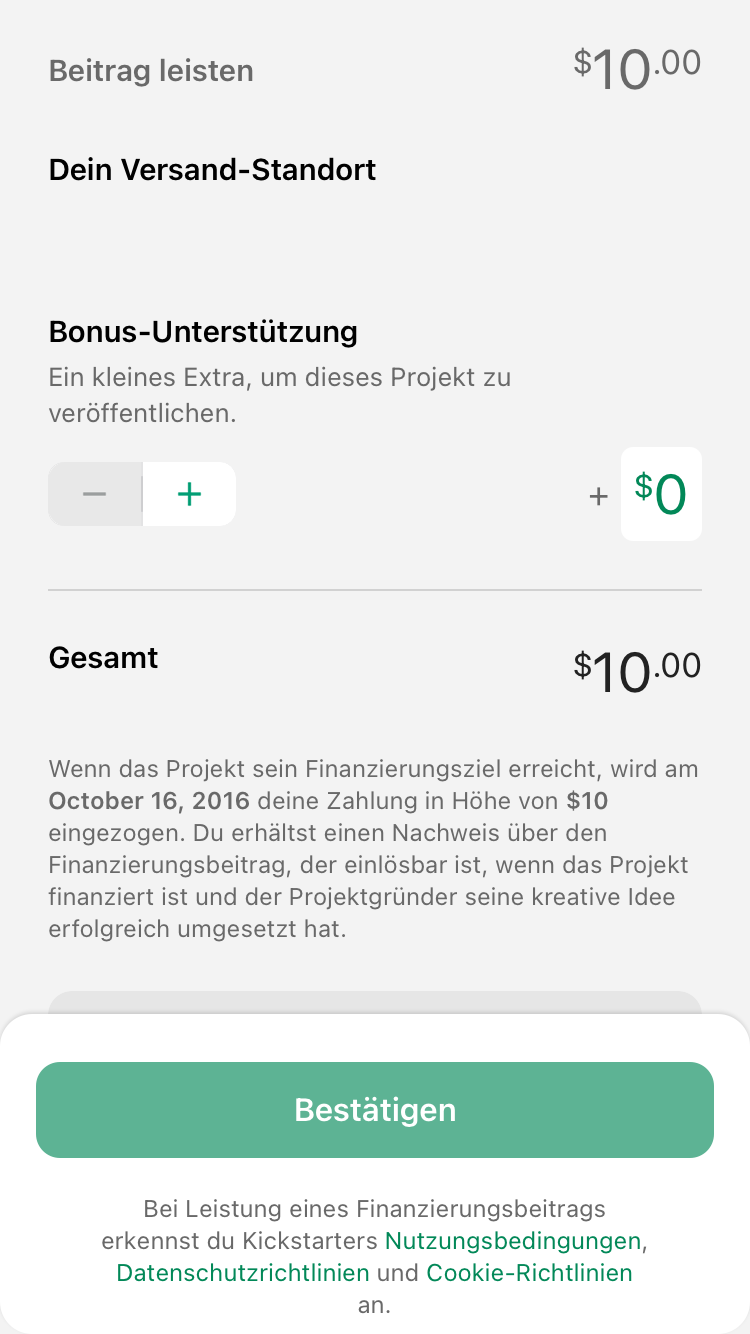 Beitrag leisten $10.00
Dein Versand-Standort
Bonus-Unterstützung
Ein kleines Extra, um dieses Projekt zu
veröffentlichen.
− + + $0
Gesamt $10.00
Wenn das Projekt sein Finanzierungsziel erreicht, wird am
October 16, 2016 deine Zahlung in Höhe von $10
eingezogen. Du erhältst einen Nachweis über den
Finanzierungsbeitrag, der einlösbar ist, wenn das Projekt
finanziert ist und der Projektgründer seine kreative Idee
erfolgreich umgesetzt hat.
Bestätigen
Bei Leistung eines Finanzierungsbeitrags
erkennst du Kickstarters Nutzungsbedingungen,
Datenschutzrichtlinien und Cookie-Richtlinien
an.